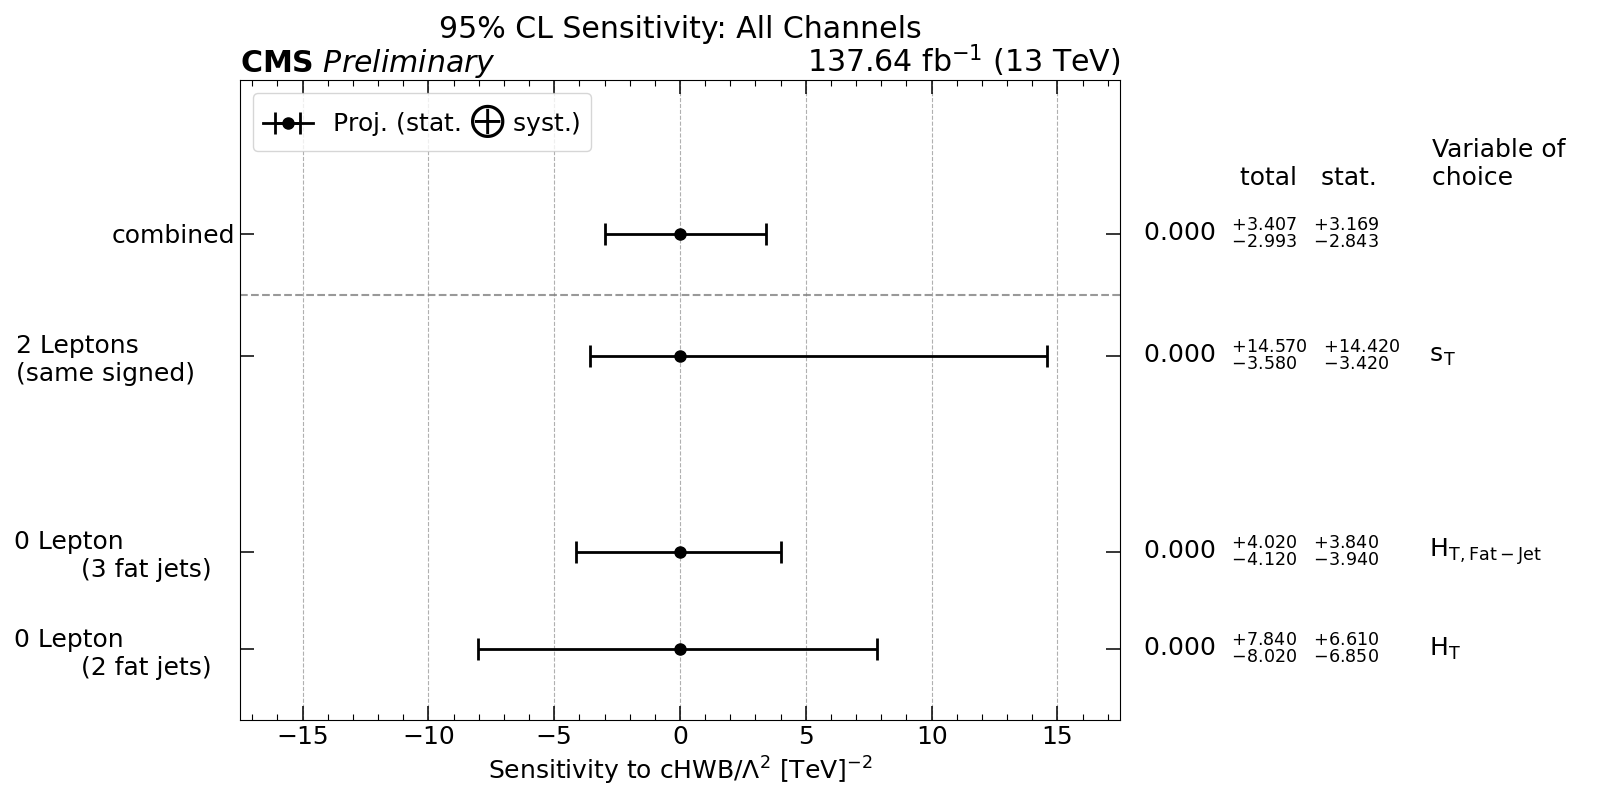 95% CL Sensitivity: All Channels
CMS Preliminary 137.64 fb⁻¹ (13 TeV)
Proj. (stat. ⊕ syst.)
Variable of
total stat. choice
combined 0.000 +3.407 −2.993 +3.169 −2.843
2 Leptons
(same signed) 0.000 +14.570 −3.580 +14.420 −3.420 s_T
0 Lepton
(3 fat jets) 0.000 +4.020 −4.120 +3.840 −3.940 H_T, Fat−Jet
0 Lepton
(2 fat jets) 0.000 +7.840 −8.020 +6.610 −6.850 H_T
−15 −10 −5 0 5 10 15
Sensitivity to cHWB/Λ² [TeV]⁻²